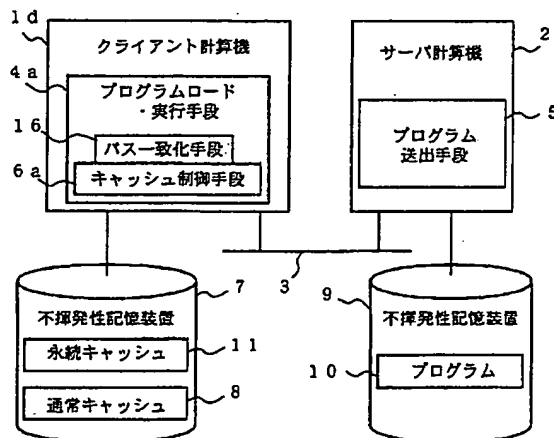 1d
クライアント計算機
4a
プログラムロード
・実行手段
16
パス一致化手段
6a
キャッシュ制御手段
サーバ計算機
2
5
プログラム
送出手段
3
7
不揮発性記憶装置
永続キャッシュ
11
通常キャッシュ
8
9
不揮発性記憶装置
10
プログラム